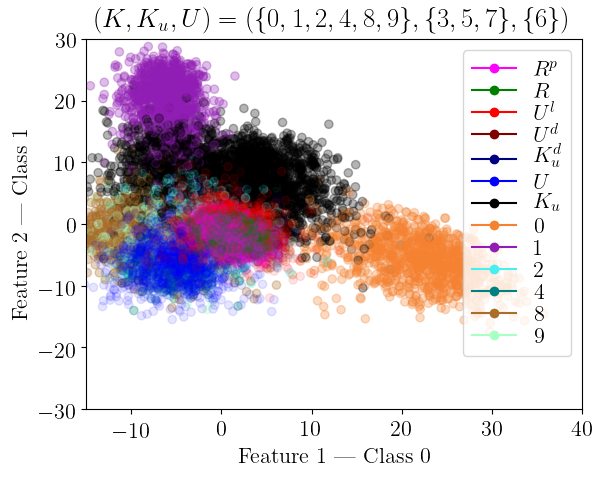 (K, K_u, U) = ({0, 1, 2, 4, 8, 9}, {3, 5, 7}, {6})
30
20
10
0
−10
−20
−30
Feature 2 — Class 1
R^p
R
U^l
U^d
K_u^d
U
K_u
0
1
2
4
8
9
−10 0 10 20 30 40
Feature 1 — Class 0